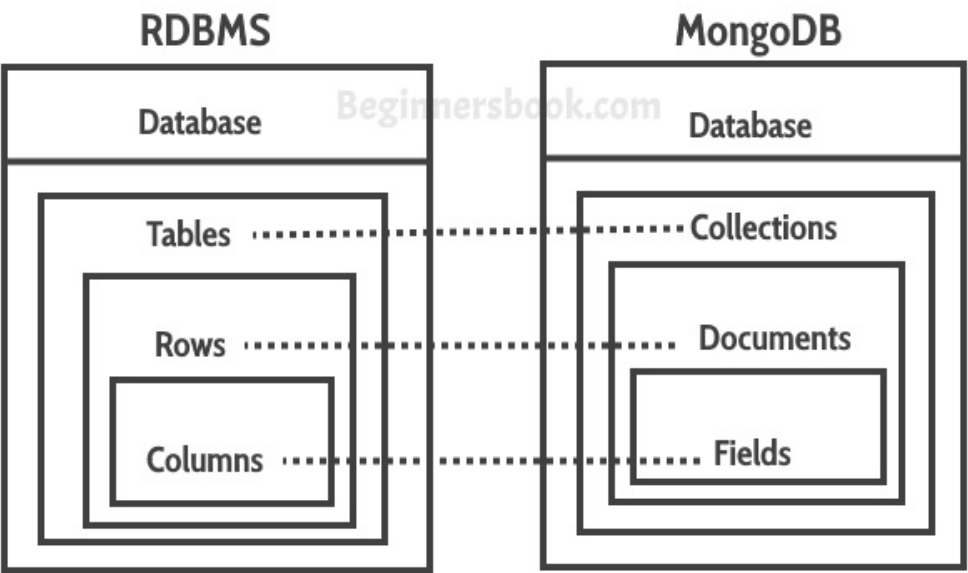 RDBMS
MongoDB
Beginnersbook.com
Database
Database
Tables
Collections
Rows
Documents
Columns
Fields